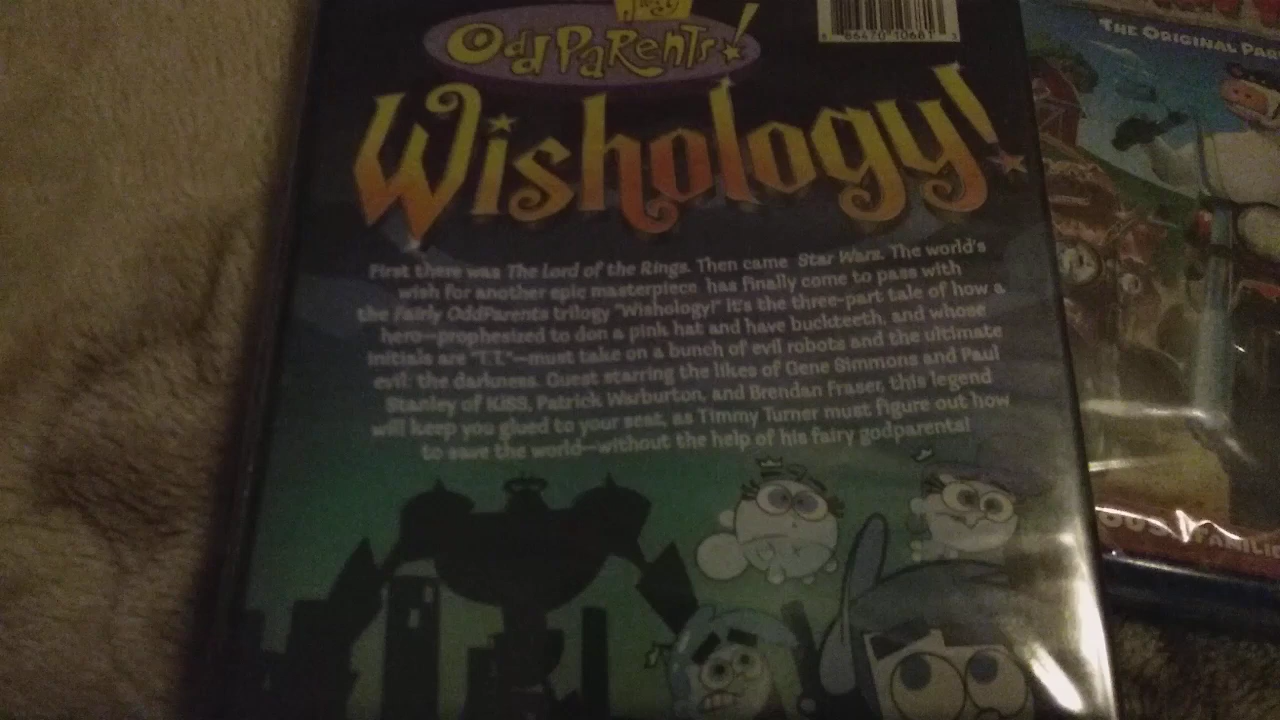 OddParents!
Wishology!
First there was The Lord of the Rings. Then came Star Wars. The world's
wish for another epic masterpiece has finally come to pass with
the Fairly OddParents trilogy "Wishology!" It's the three-part tale of how a
hero—prophesized to don a pink hat and have buckteeth, and whose
initials are "T.T."—must take on a bunch of evil robots and the ultimate
evil: the darkness. Guest starring the likes of Gene Simmons and Paul
Stanley of KISS, Patrick Warburton, and Brendan Fraser, this legend
will keep you glued to your seat, as Timmy Turner must figure out how
to save the world—without the help of his fairy godparents!
86470 10681
THE ORIGINAL PAR